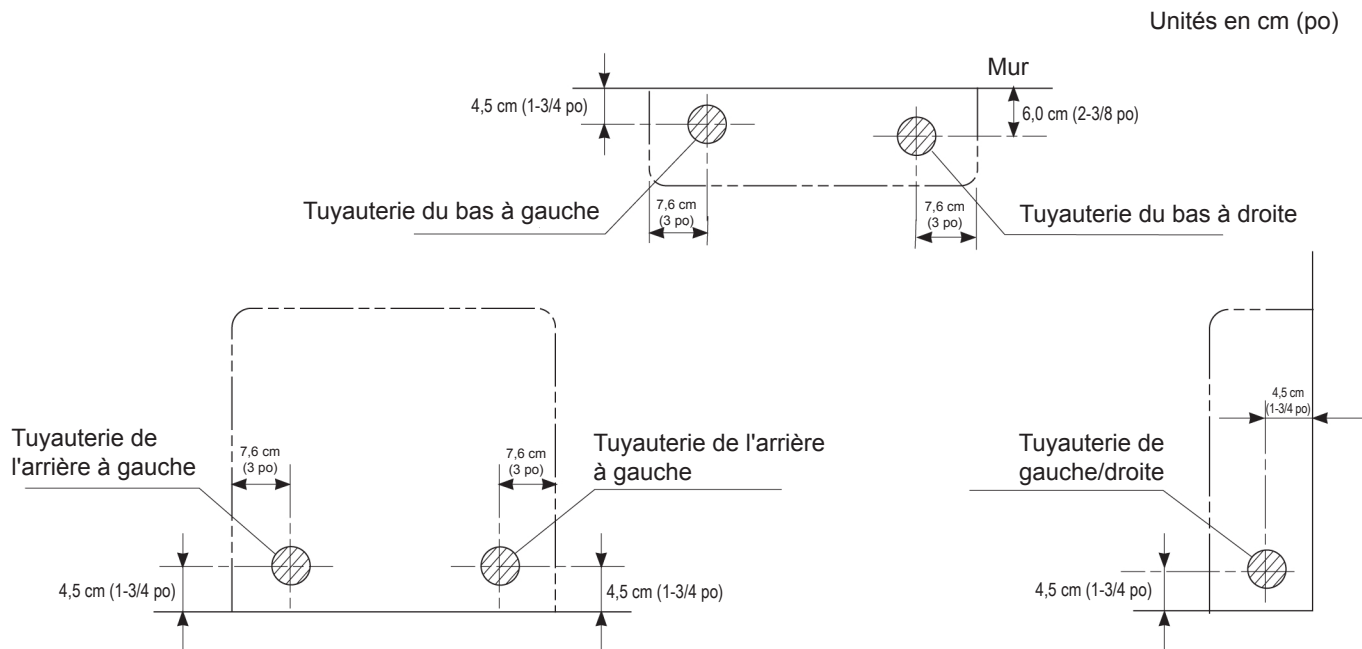 Unités en cm (po)
Mur
4,5 cm (1-3/4 po)
6,0 cm (2-3/8 po)
Tuyauterie du bas à gauche
7,6 cm
(3 po)
7,6 cm
(3 po)
Tuyauterie du bas à droite
Tuyauterie de
l'arrière à gauche
7,6 cm
(3 po)
7,6 cm
(3 po)
Tuyauterie de l'arrière
à gauche
4,5 cm (1-3/4 po)
4,5 cm (1-3/4 po)
4,5 cm
(1-3/4 po)
Tuyauterie de
gauche/droite
4,5 cm (1-3/4 po)